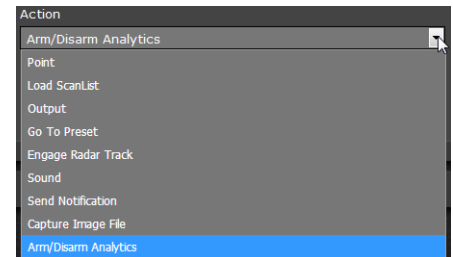 Action
Arm/Disarm Analytics
Point
Load ScanList
Output
Go To Preset
Engage Radar Track
Sound
Send Notification
Capture Image File
Arm/Disarm Analytics